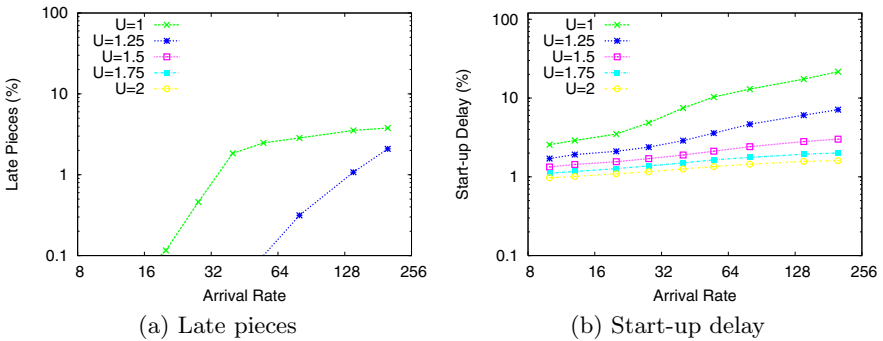 100
10
1
0.1
Late Pieces (%)
U=1
U=1.25
U=1.5
U=1.75
U=2
8 16 32 64 128 256
Arrival Rate
(a) Late pieces
100
10
1
0.1
Start-up Delay (%)
U=1
U=1.25
U=1.5
U=1.75
U=2
8 16 32 64 128 256
Arrival Rate
(b) Start-up delay